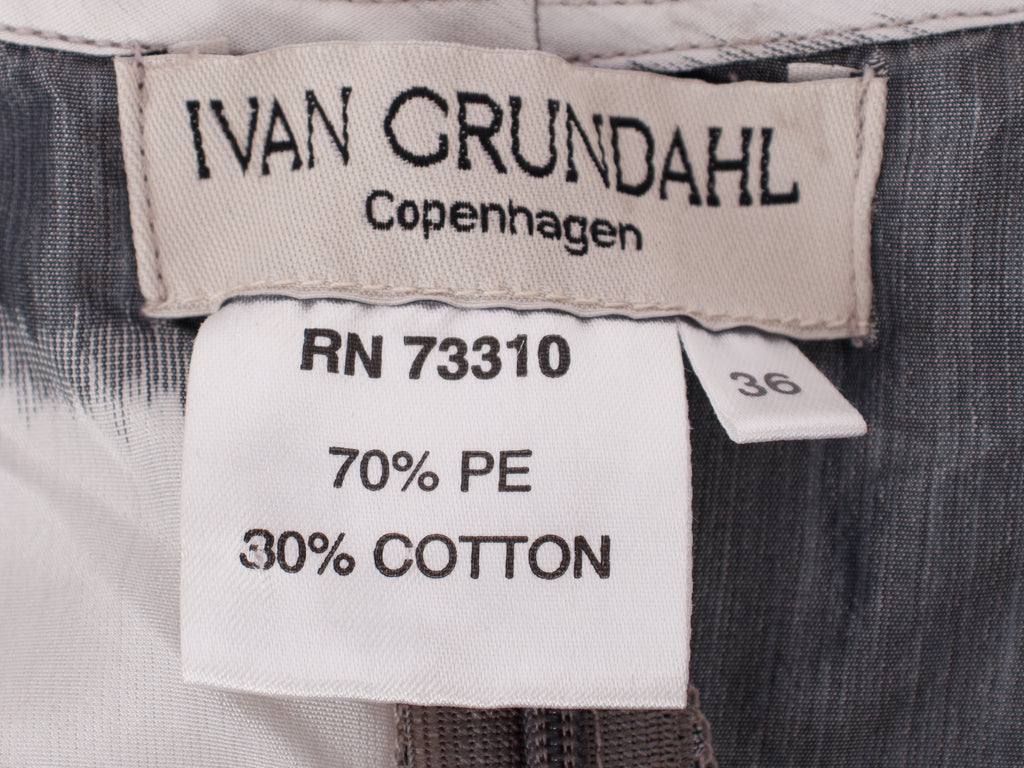 IVAN GRUNDAHL
Copenhagen
RN 73310
36
70% PE
30% COTTON